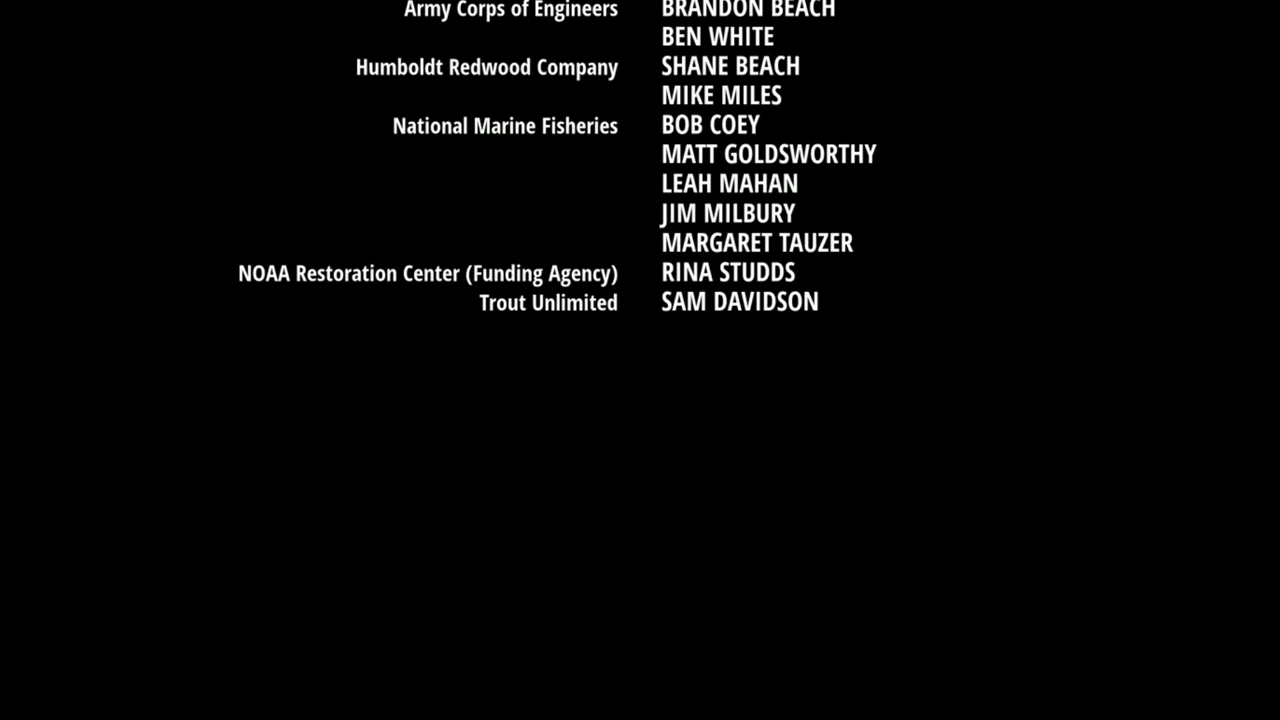 Army Corps of Engineers BRANDON BEACH
BEN WHITE
Humboldt Redwood Company SHANE BEACH
MIKE MILES
National Marine Fisheries BOB COEY
MATT GOLDSWORTHY
LEAH MAHAN
JIM MILBURY
MARGARET TAUZER
NOAA Restoration Center (Funding Agency) RINA STUDDS
Trout Unlimited SAM DAVIDSON